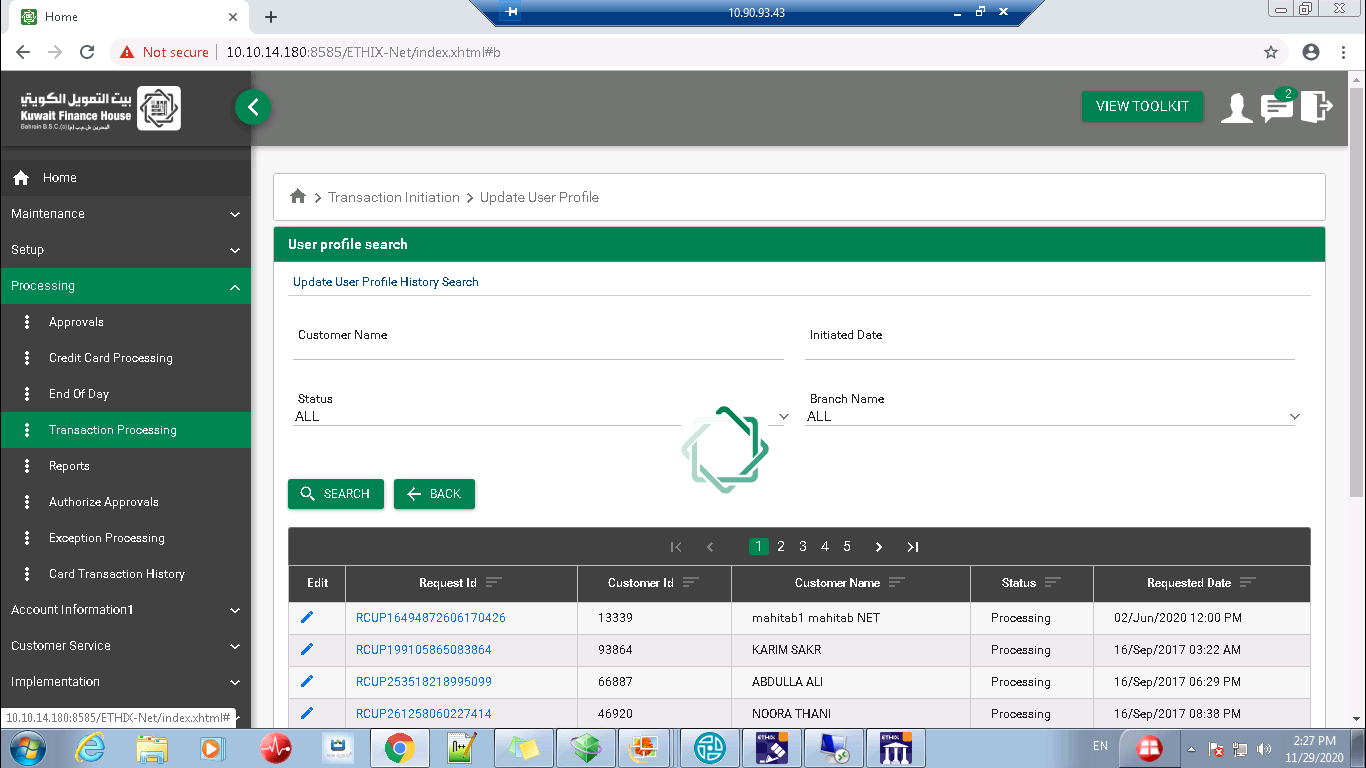 Home
10.90.93.43
Not secure
10.10.14.180:8585/ETHIX-Net/index.xhtml#b
بيت التمويل الكويتي
Kuwait Finance House
Bahrain B.S.C.(c)
VIEW TOOLKIT
2
Home
Maintenance
Setup
Processing
Approvals
Credit Card Processing
End Of Day
Transaction Processing
Reports
Authorize Approvals
Exception Processing
Card Transaction History
Account Information1
Customer Service
Implementation
10.10.14.180:8585/ETHIX-Net/index.xhtml#
Transaction Initiation
Update User Profile
User profile search
Update User Profile History Search
Customer Name
Initiated Date
Status
ALL
Branch Name
ALL
SEARCH
BACK
1 2 3 4 5
Edit Request Id Customer Id Customer Name Status Requested Date
RCUP16494872606170426 13339 mahitab1 mahitab NET Processing 02/Jun/2020 12:00 PM
RCUP199105865083864 93864 KARIM SAKR Processing 16/Sep/2017 03:22 AM
RCUP253518218995099 66887 ABDULLA ALI Processing 16/Sep/2017 06:29 PM
RCUP261258060227414 46920 NOORA THANI Processing 16/Sep/2017 08:38 PM
ETHIX
ETHIX
EN
2:27 PM
11/29/2020